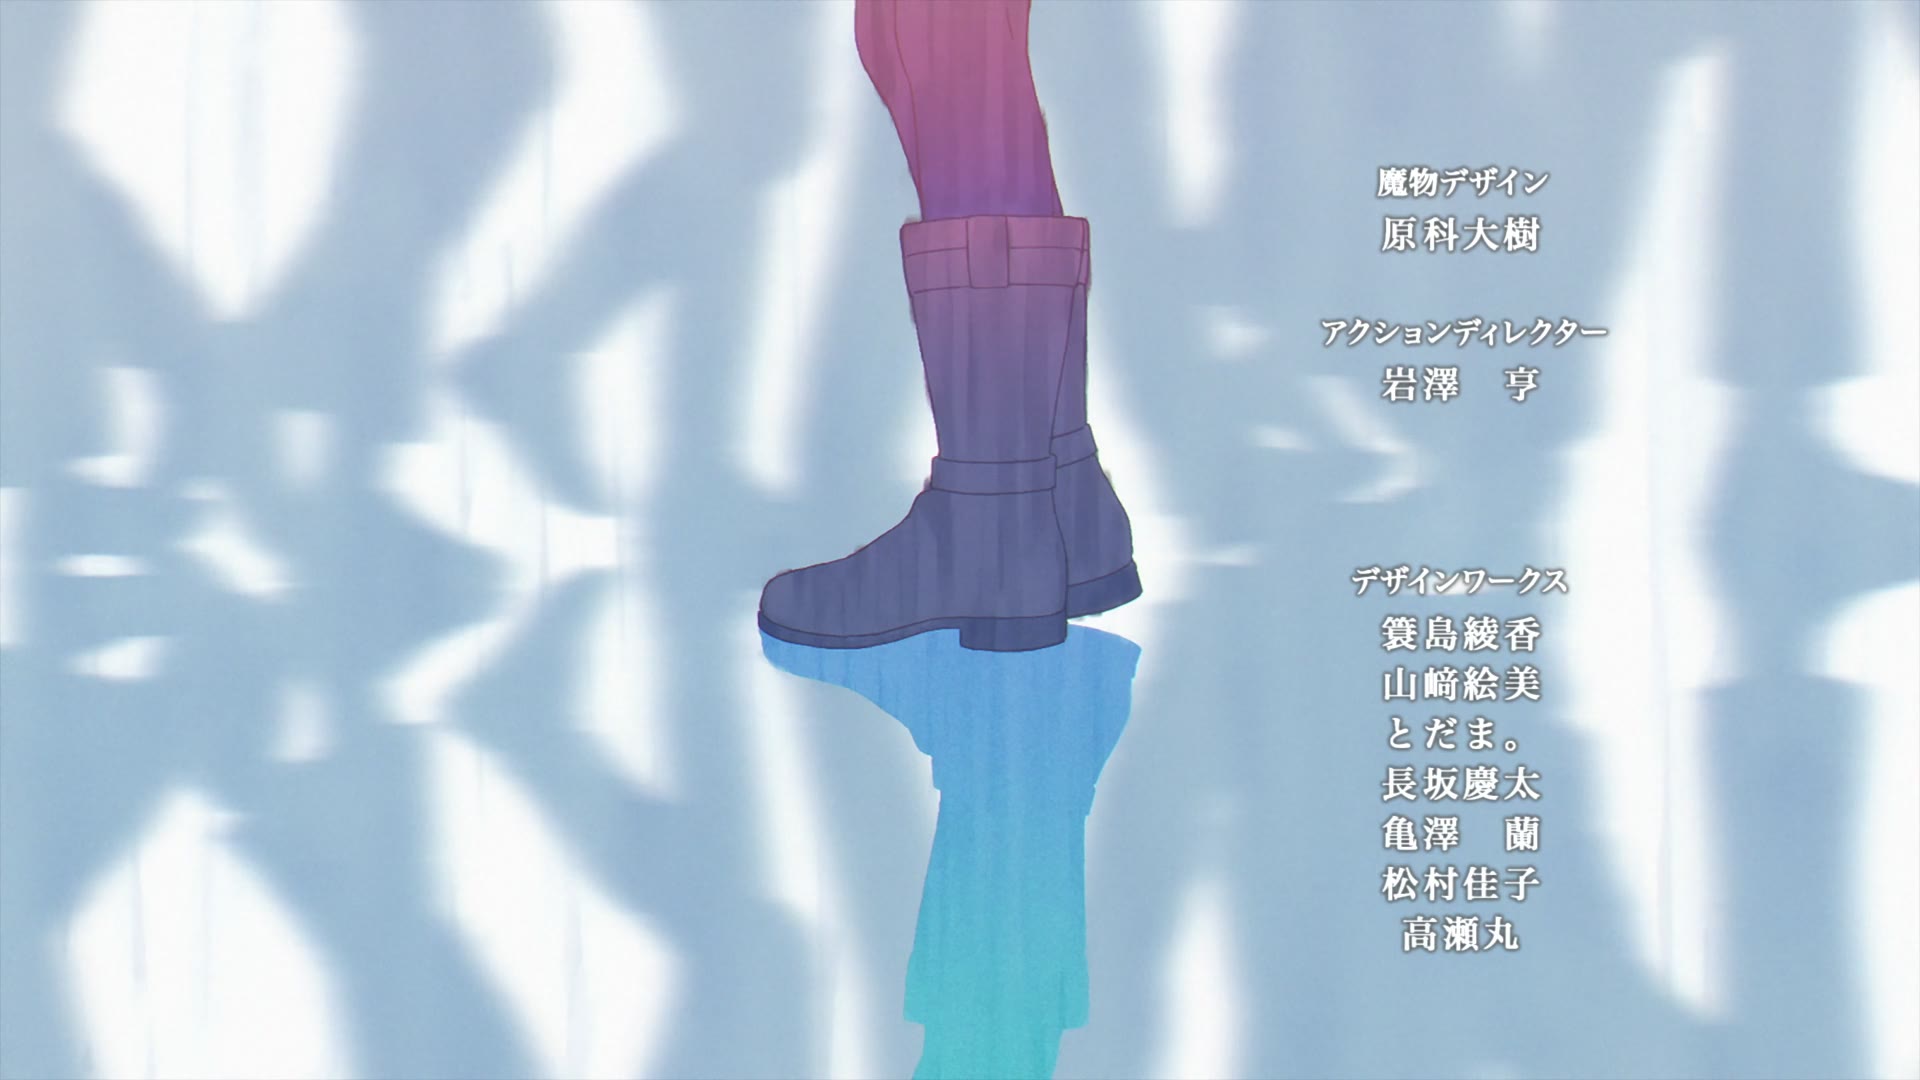 魔物デザイン
原科大樹
アクションディレクター
岩澤　亨
デザインワークス
簑島綾香
山﨑絵美
とだま。
長坂慶太
亀澤　蘭
松村佳子
高瀬丸